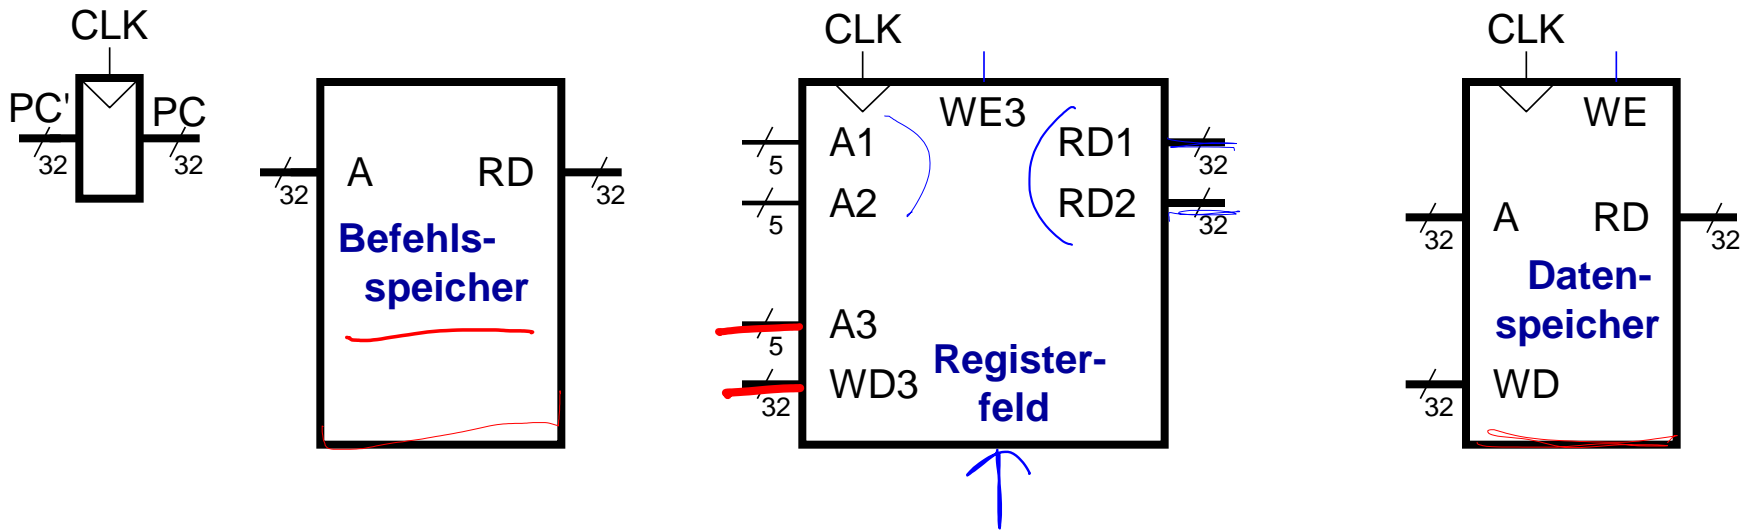 CLK
PC'
PC
32
32
A
RD
32
32
Befehls-
speicher
CLK
WE3
A1
RD1
5
32
A2
RD2
5
32
A3
5
WD3
32
Register-
feld
CLK
WE
A
RD
32
32
Daten-
speicher
WD
32